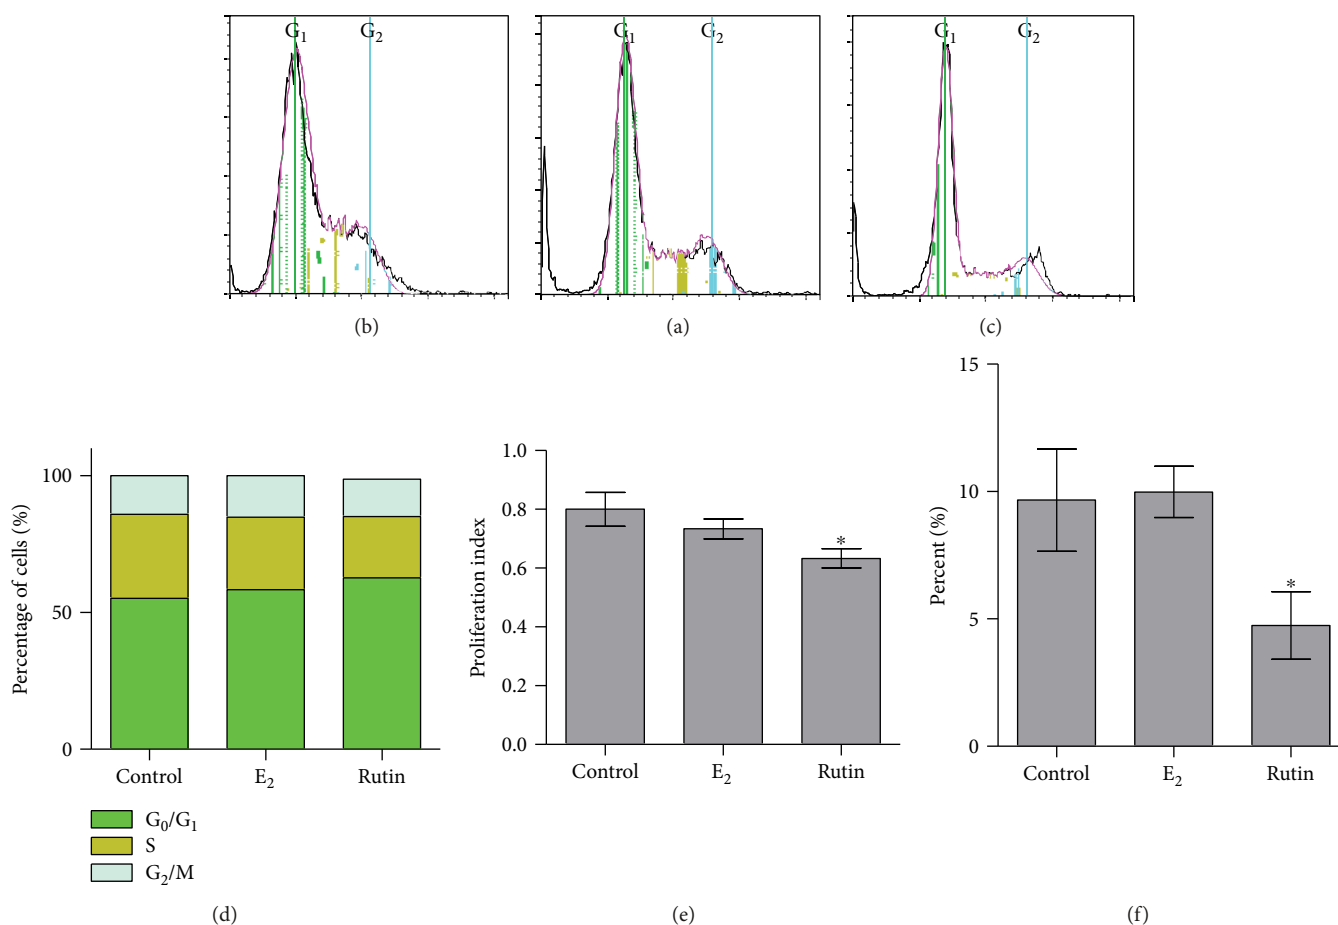 G₁ G₂
G₁ G₂
G₁ G₂
(b)
(a)
(c)
Percentage of cells (%)
100
50
0
Control
E₂
Rutin
G₀/G₁
S
G₂/M
(d)
Proliferation index
1.0
0.8
0.6
0.4
0.2
0.0
*
Control
E₂
Rutin
(e)
Percent (%)
15
10
5
0
*
Control
E₂
Rutin
(f)